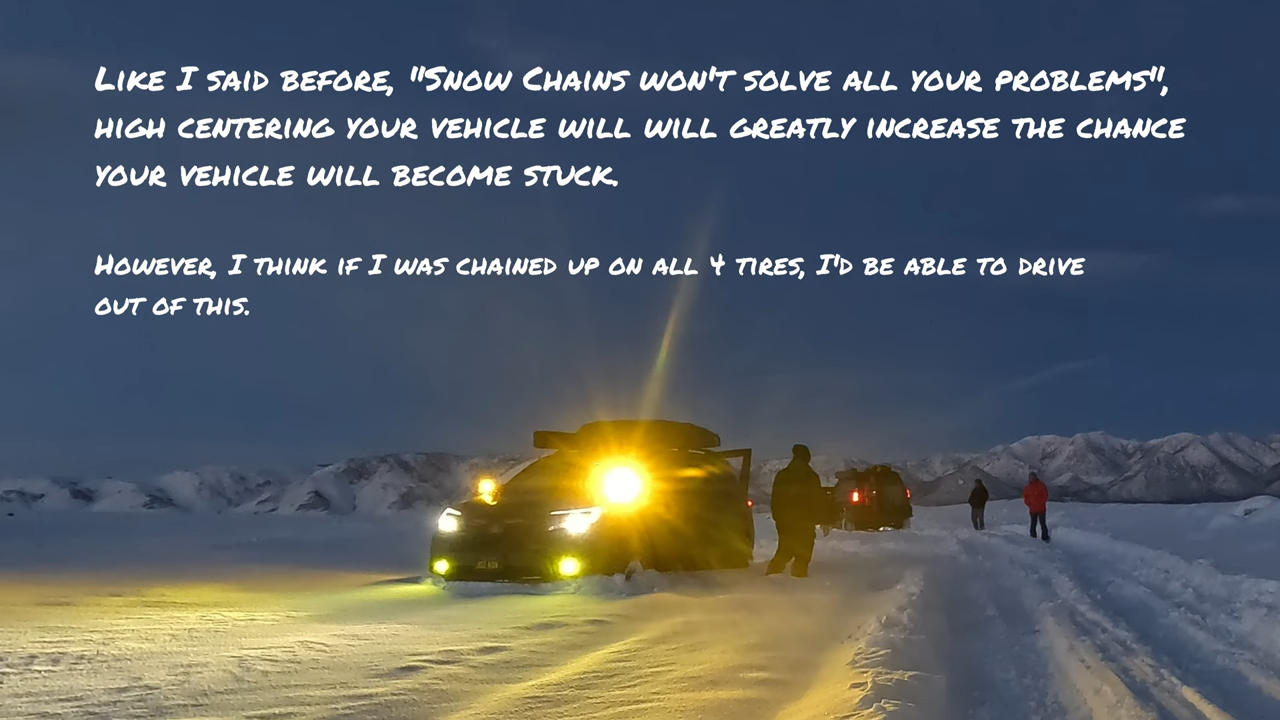 Like I said before, "Snow Chains won't solve all your problems",
high centering your vehicle will will greatly increase the chance
your vehicle will become stuck.
However, I think if I was chained up on all 4 tires, I'd be able to drive
out of this.